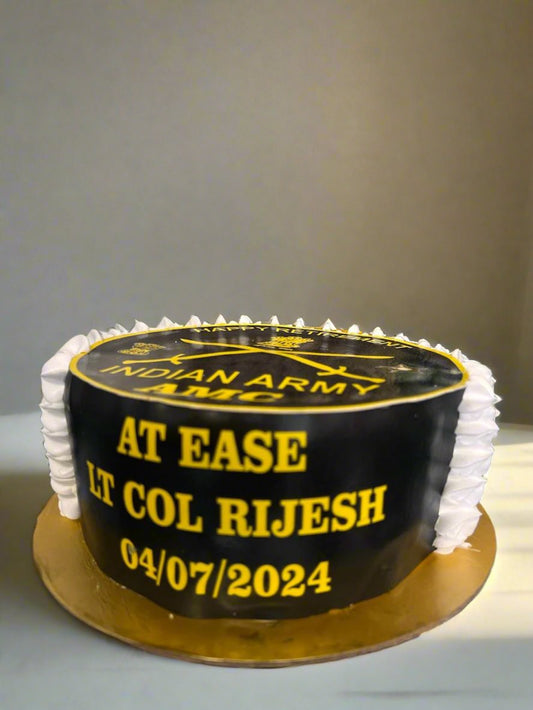 HAPPY RETIREMENT
INDIAN ARMY
AMC
AT EASE
LT COL RIJESH
04/07/2024